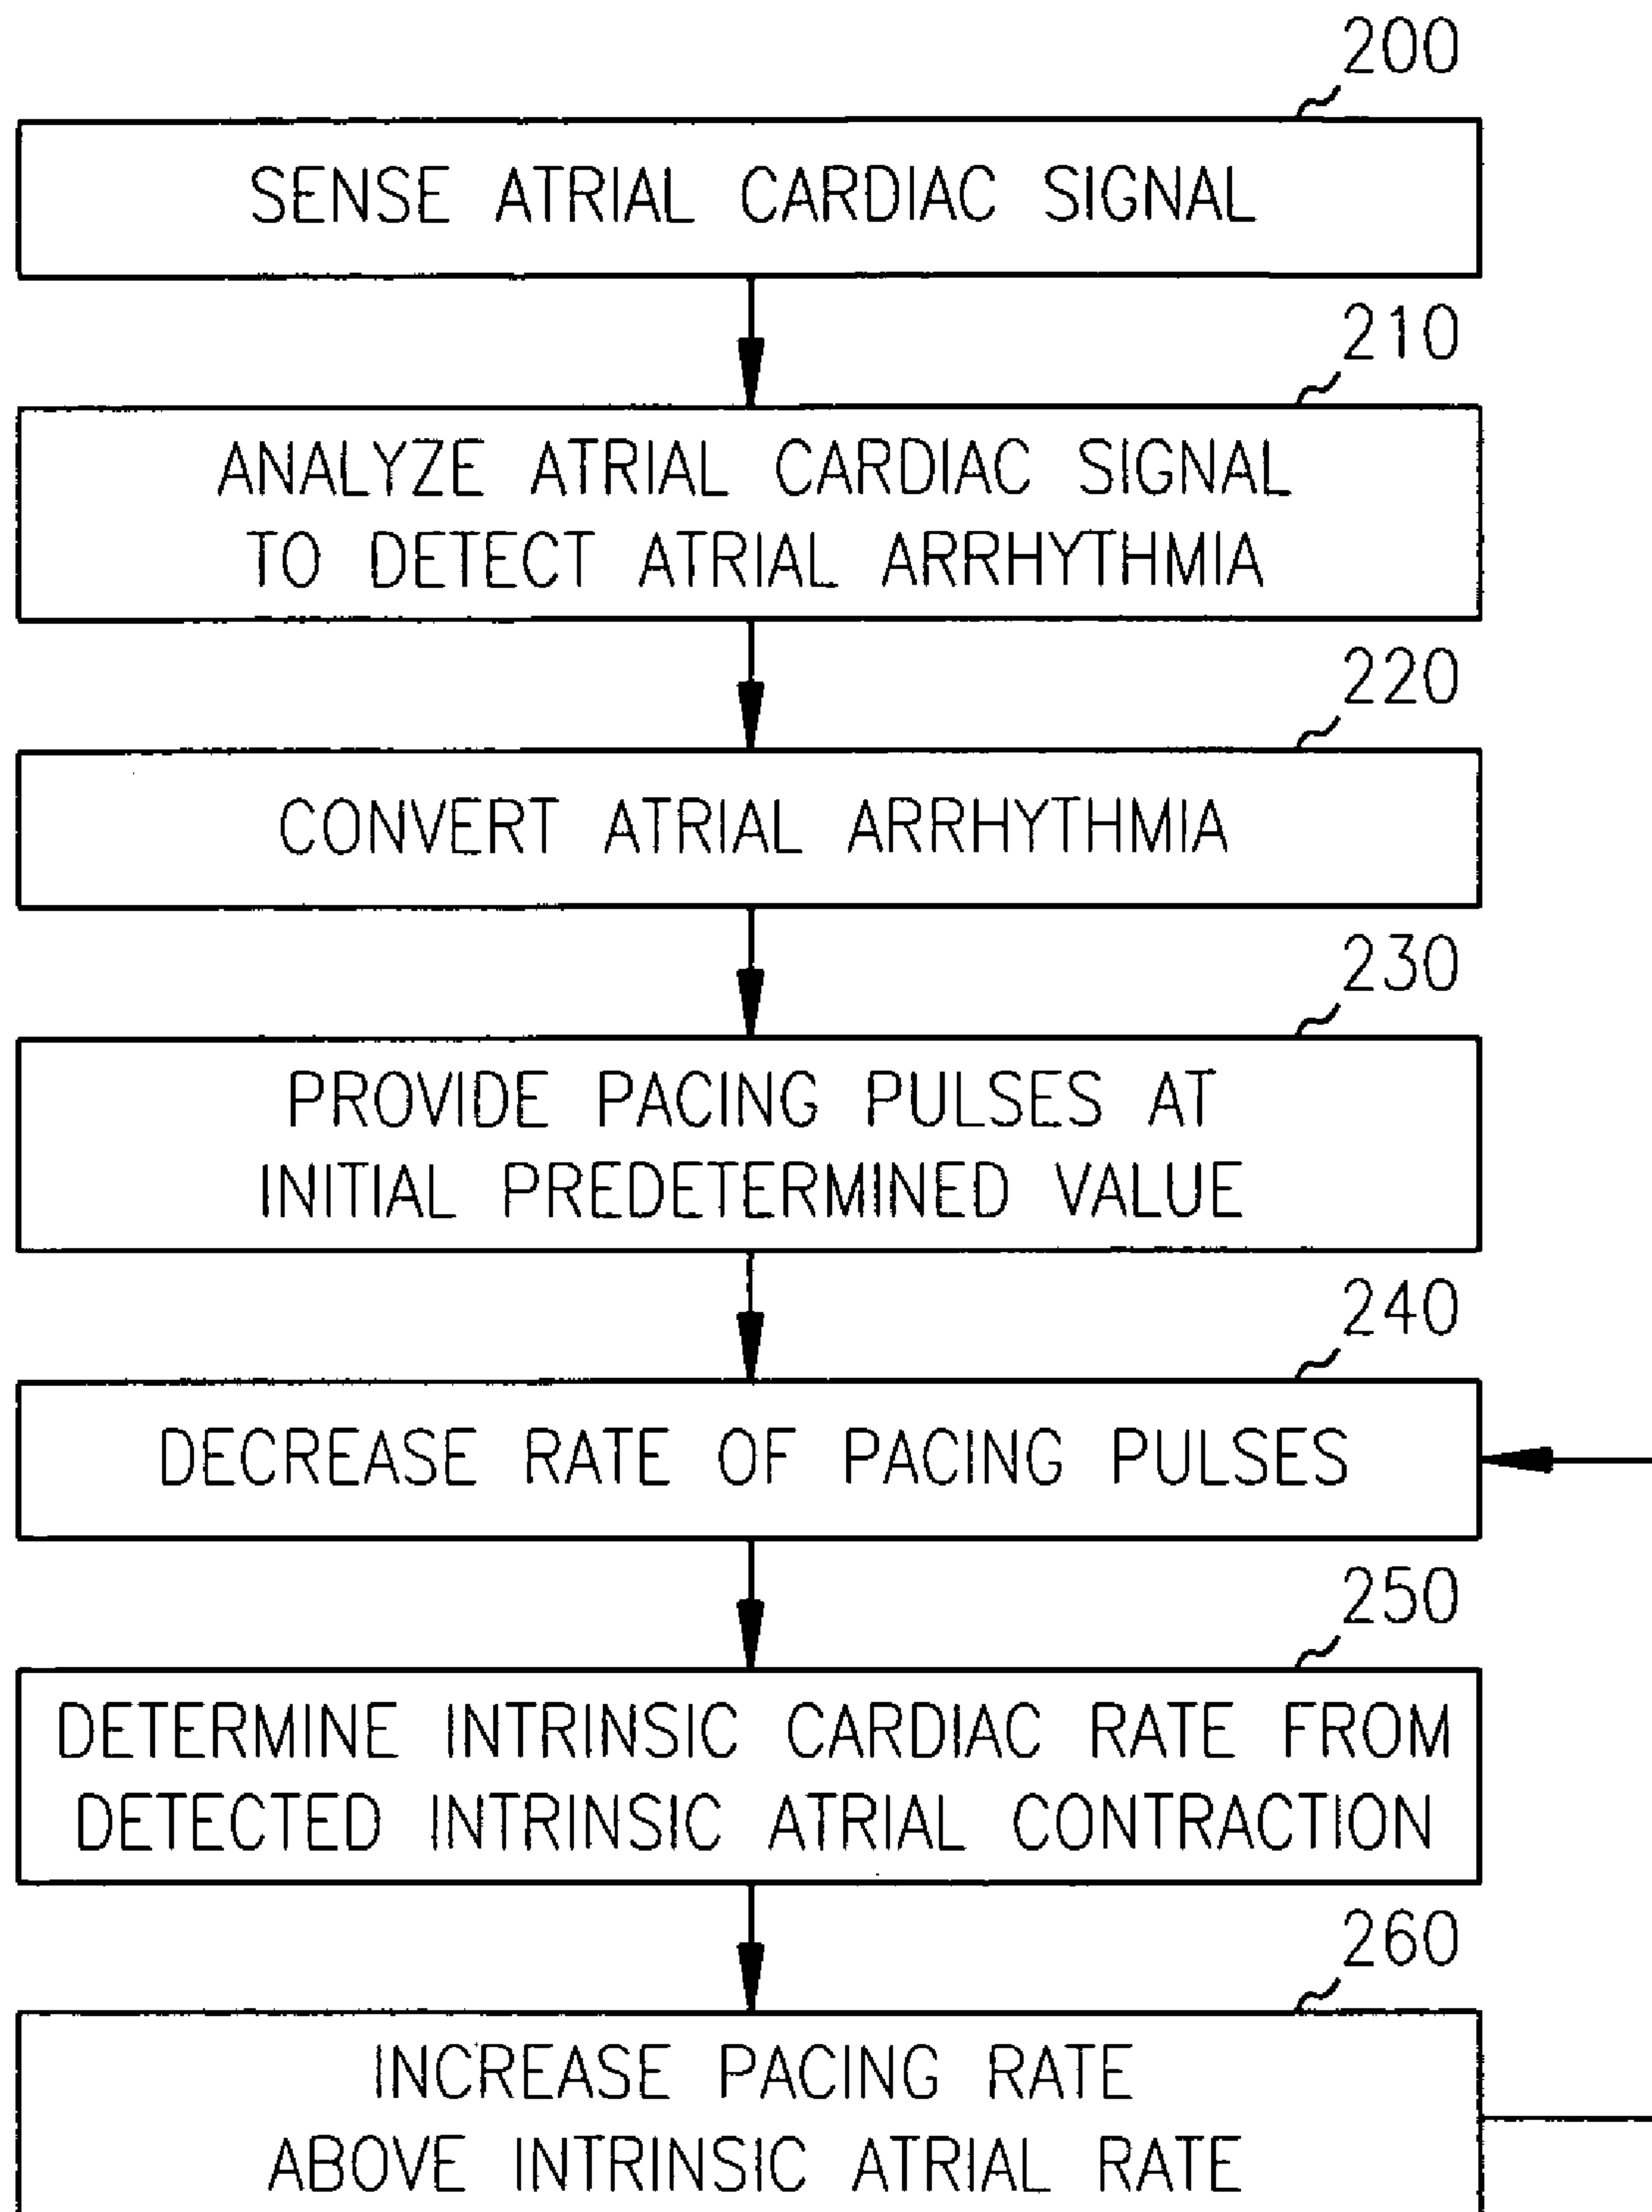 200
SENSE ATRIAL CARDIAC SIGNAL
210
ANALYZE ATRIAL CARDIAC SIGNAL
TO DETECT ATRIAL ARRHYTHMIA
220
CONVERT ATRIAL ARRHYTHMIA
230
PROVIDE PACING PULSES AT
INITIAL PREDETERMINED VALUE
240
DECREASE RATE OF PACING PULSES
250
DETERMINE INTRINSIC CARDIAC RATE FROM
DETECTED INTRINSIC ATRIAL CONTRACTION
260
INCREASE PACING RATE
ABOVE INTRINSIC ATRIAL RATE